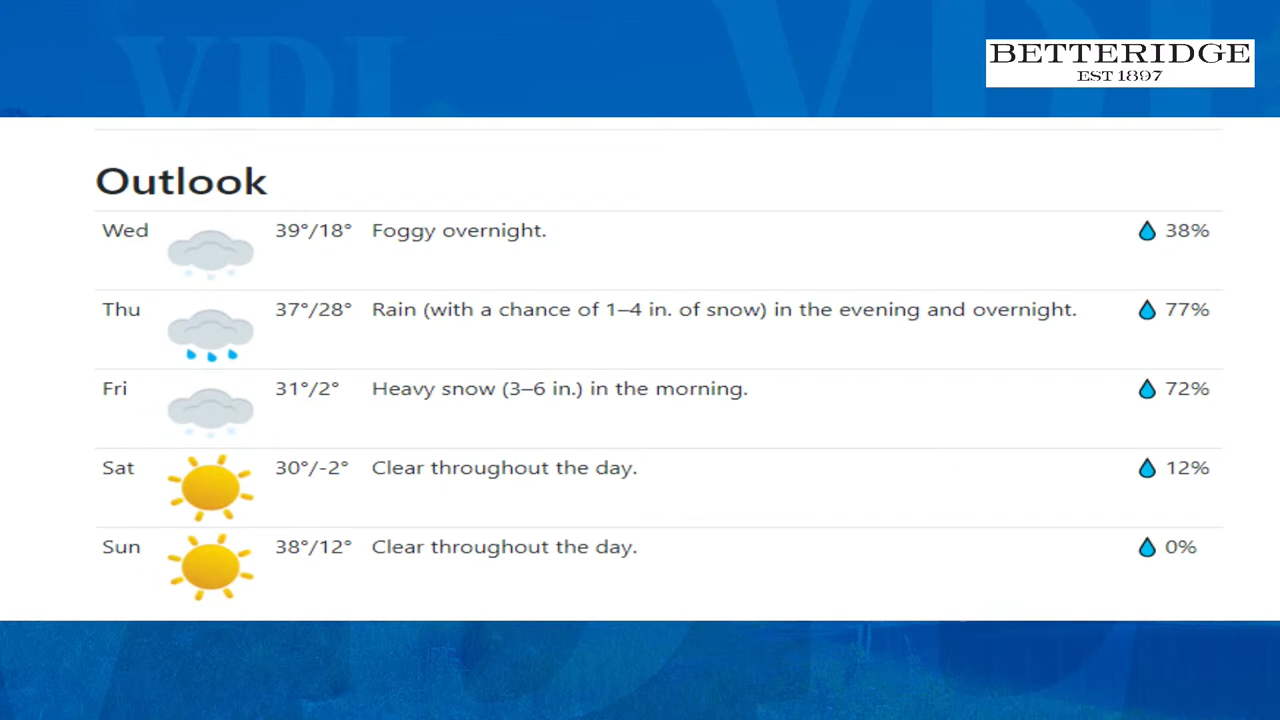 VDL
VDL
BETTERIDGE
EST 1897
Outlook
Wed 39°/18° Foggy overnight. 38%
Thu 37°/28° Rain (with a chance of 1–4 in. of snow) in the evening and overnight. 77%
Fri 31°/2° Heavy snow (3–6 in.) in the morning. 72%
Sat 30°/-2° Clear throughout the day. 12%
Sun 38°/12° Clear throughout the day. 0%